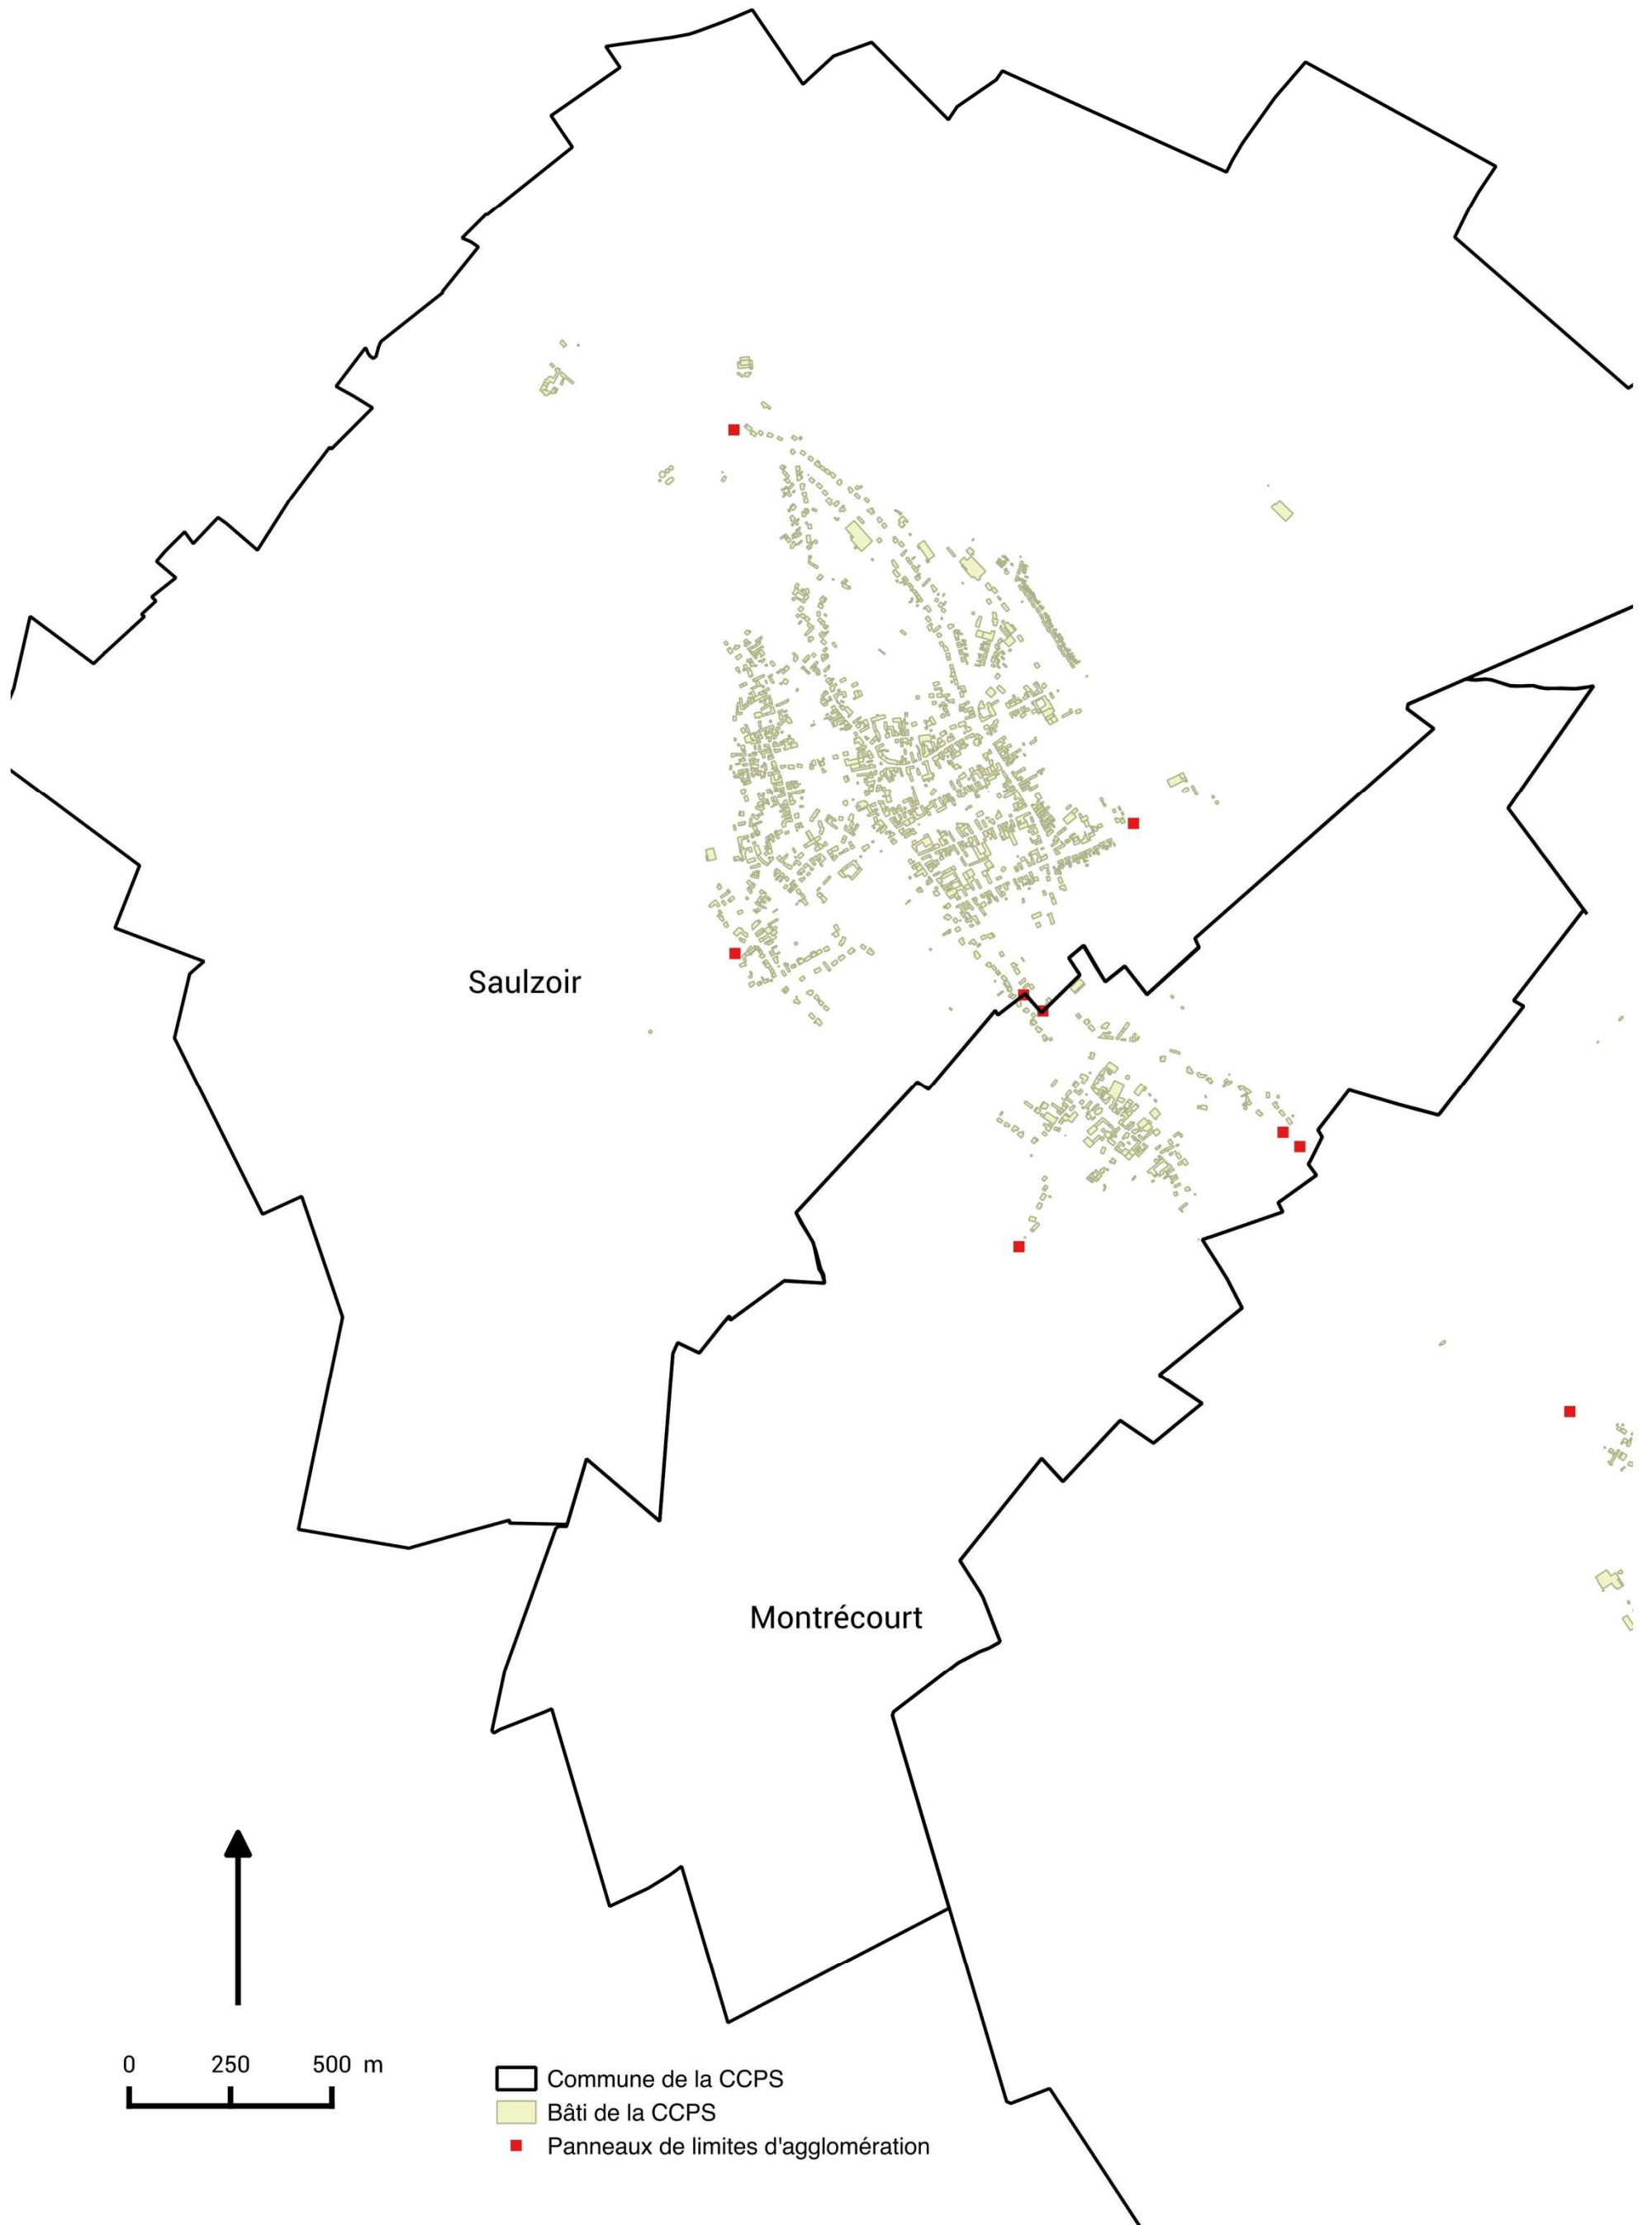 Saulzoir
Montrécourt
0 250 500 m
Commune de la CCPS
Bâti de la CCPS
Panneaux de limites d'agglomération